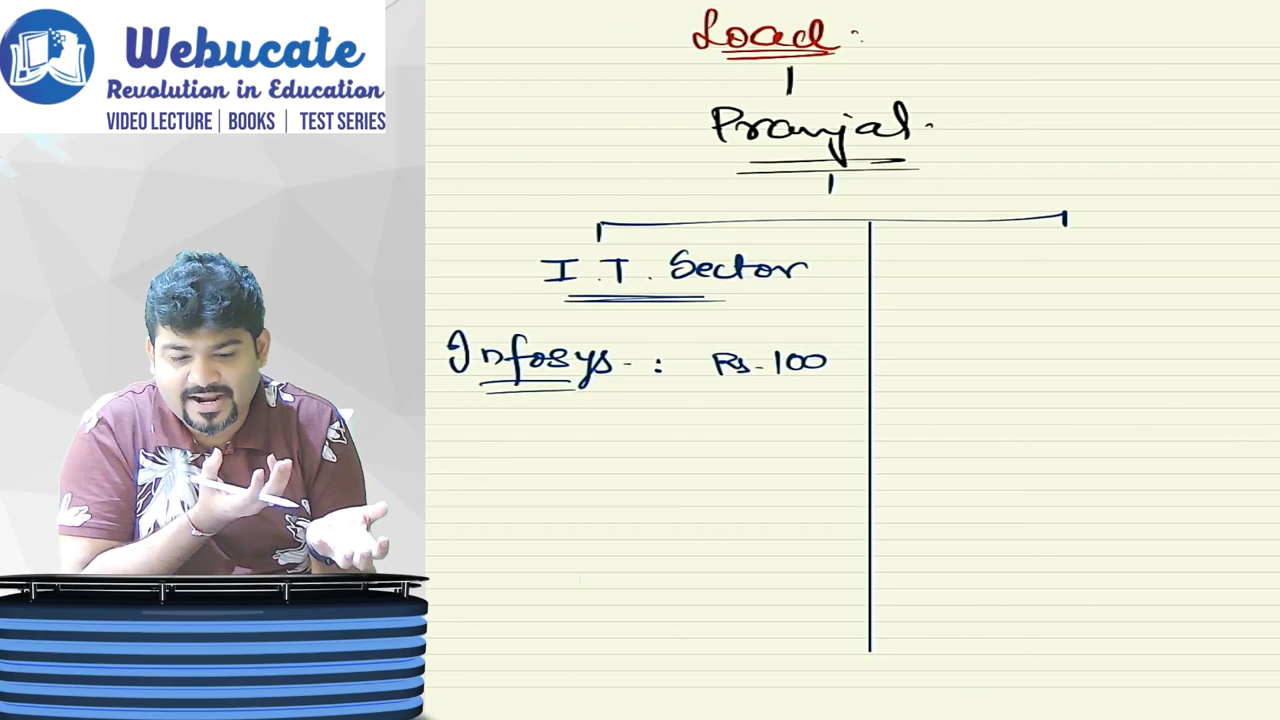 Webucate
Revolution in Education
VIDEO LECTURE | BOOKS | TEST SERIES
Load :
Pranjal.
I.T. Sector
Infosys - : Rs. 100